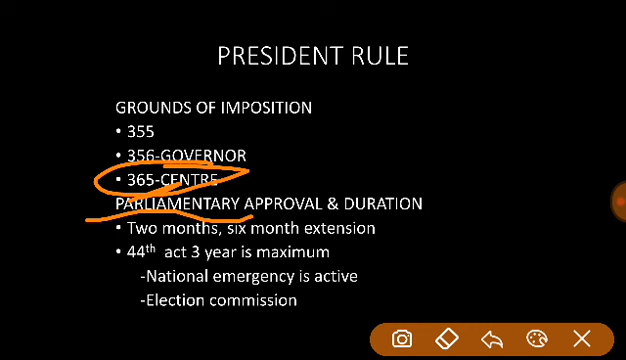 PRESIDENT RULE
GROUNDS OF IMPOSITION
• 355
• 356-GOVERNOR
• 365-CENTRE
PARLIAMENTARY APPROVAL & DURATION
• Two months, six month extension
• 44th act 3 year is maximum
-National emergency is active
-Election commission